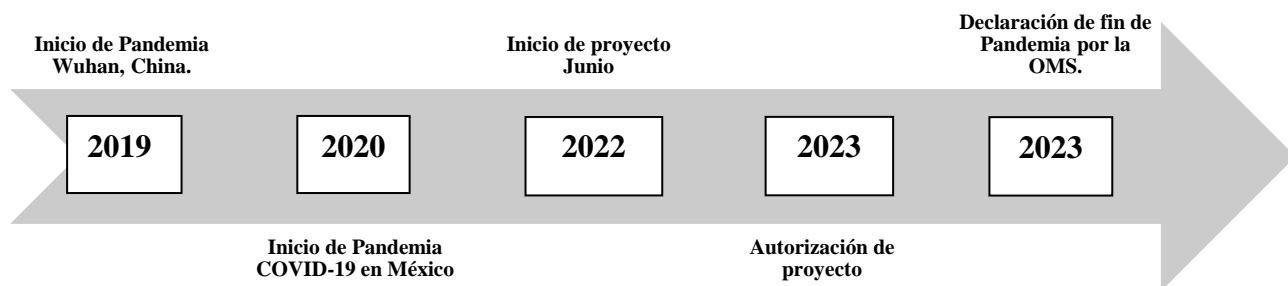 Inicio de Pandemia
Wuhan, China.
Inicio de proyecto
Junio
Declaración de fin de
Pandemia por la
OMS.
2019
2020
2022
2023
2023
Inicio de Pandemia
COVID-19 en México
Autorización de
proyecto